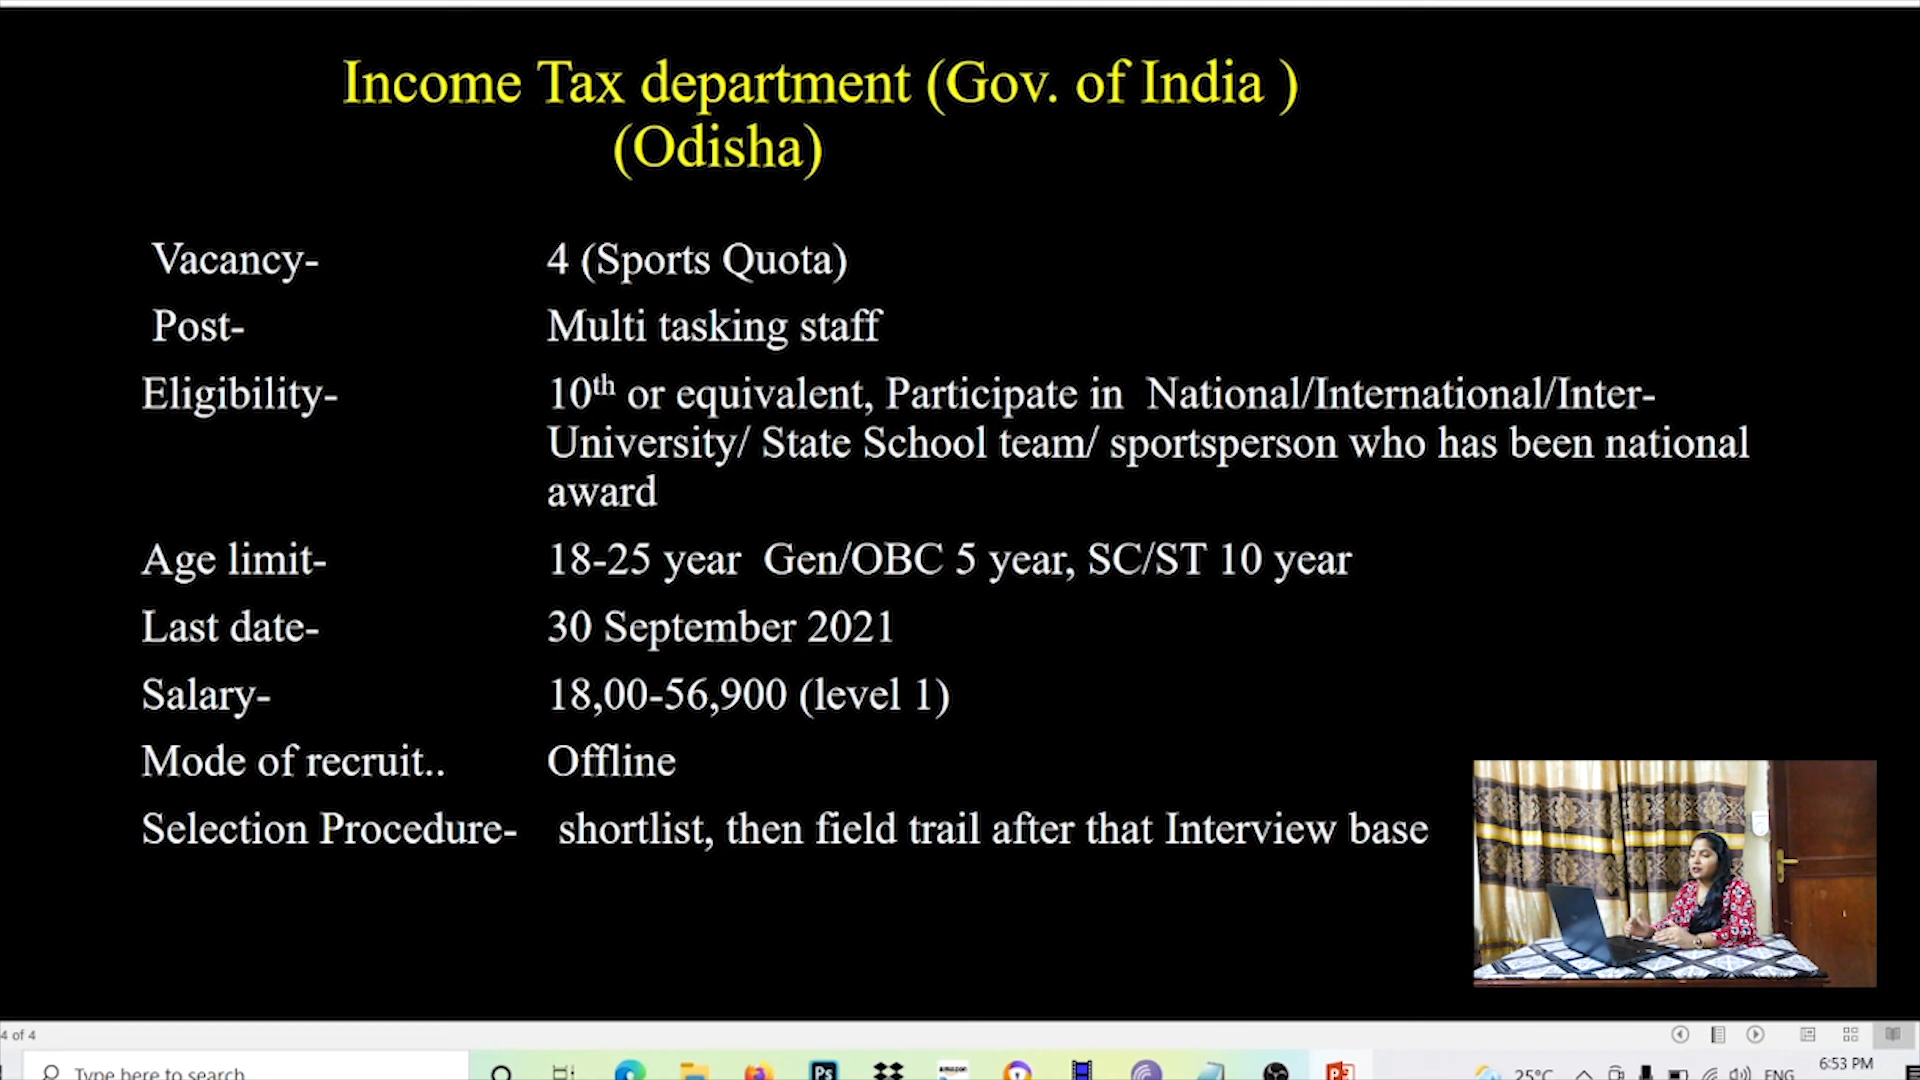 Income Tax department (Gov. of India )
(Odisha)
Vacancy- 4 (Sports Quota)
Post- Multi tasking staff
Eligibility- 10th or equivalent, Participate in National/International/Inter-
University/ State School team/ sportsperson who has been national
award
Age limit- 18-25 year Gen/OBC 5 year, SC/ST 10 year
Last date- 30 September 2021
Salary- 18,00-56,900 (level 1)
Mode of recruit.. Offline
Selection Procedure- shortlist, then field trail after that Interview base
4 of 4
Type here to search
Ps
amazon
25°C
ENG
6:53 PM